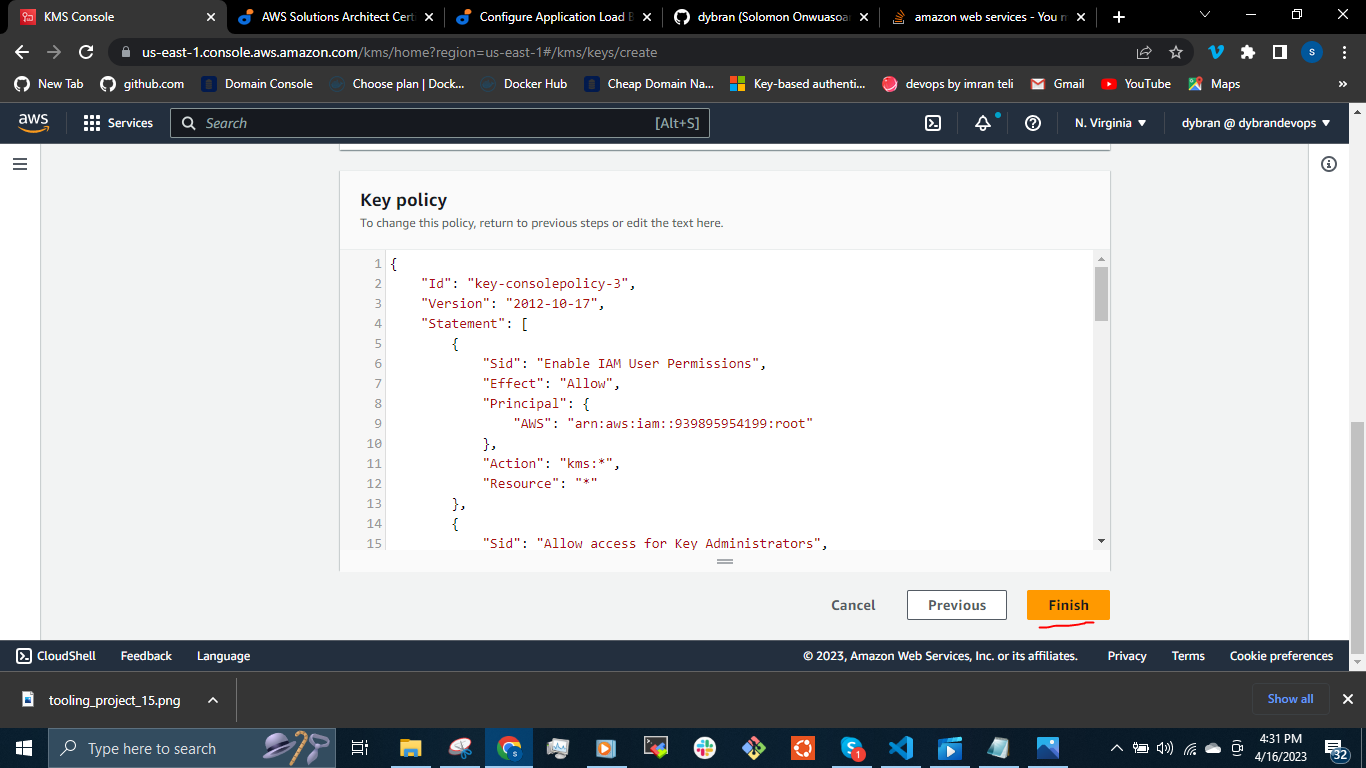 KMS Console
AWS Solutions Architect Cert
Configure Application Load B
dybran (Solomon Onwuasoan
amazon web services - You n
us-east-1.console.aws.amazon.com/kms/home?region=us-east-1#/kms/keys/create
S
New Tab
github.com
Domain Console
Choose plan | Dock...
Docker Hub
Cheap Domain Na...
Key-based authenti...
devops by imran teli
Gmail
YouTube
Maps
»
aws
Services
Search
[Alt+S]
N. Virginia
dybran @ dybrandevops
Key policy
To change this policy, return to previous steps or edit the text here.
1 {
2 "Id": "key-consolepolicy-3",
3 "Version": "2012-10-17",
4 "Statement": [
5 {
6 "Sid": "Enable IAM User Permissions",
7 "Effect": "Allow",
8 "Principal": {
9 "AWS": "arn:aws:iam::939895954199:root"
10 },
11 "Action": "kms:*",
12 "Resource": "*"
13 },
14 {
15 "Sid": "Allow access for Key Administrators",
Cancel
Previous
Finish
CloudShell
Feedback
Language
© 2023, Amazon Web Services, Inc. or its affiliates.
Privacy
Terms
Cookie preferences
tooling_project_15.png
Show all
Type here to search
1
4:31 PM
4/16/2023
32